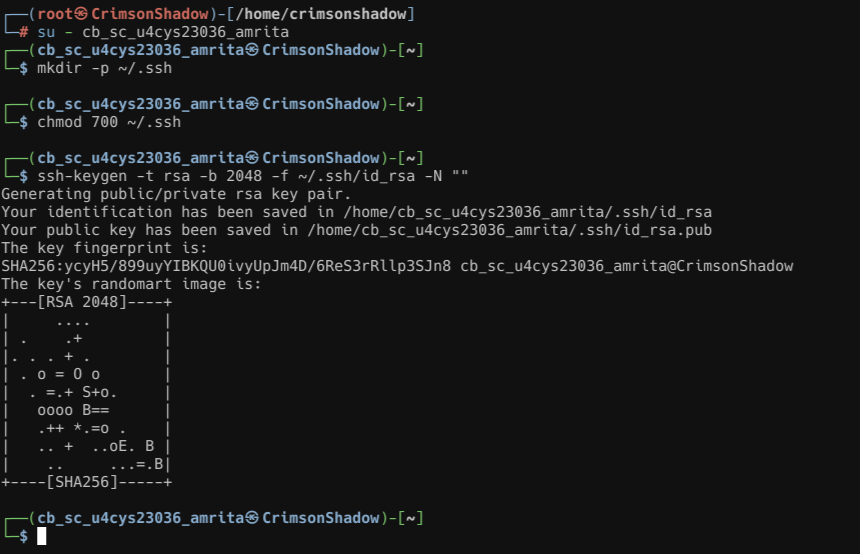 ┌──(root㉿CrimsonShadow)-[/home/crimsonshadow]
└─# su - cb_sc_u4cys23036_amrita
┌──(cb_sc_u4cys23036_amrita㉿CrimsonShadow)-[~]
└─$ mkdir -p ~/.ssh
┌──(cb_sc_u4cys23036_amrita㉿CrimsonShadow)-[~]
└─$ chmod 700 ~/.ssh
┌──(cb_sc_u4cys23036_amrita㉿CrimsonShadow)-[~]
└─$ ssh-keygen -t rsa -b 2048 -f ~/.ssh/id_rsa -N ""
Generating public/private rsa key pair.
Your identification has been saved in /home/cb_sc_u4cys23036_amrita/.ssh/id_rsa
Your public key has been saved in /home/cb_sc_u4cys23036_amrita/.ssh/id_rsa.pub
The key fingerprint is:
SHA256:ycyH5/899uyYIBKQU0ivyUpJm4D/6ReS3rRllp3SJn8 cb_sc_u4cys23036_amrita@CrimsonShadow
The key's randomart image is:
+---[RSA 2048]----+
|     ....        |
| .    .+         |
|. . . + .        |
| . o = O o       |
|  . =.+ S+o.     |
|   oooo B==      |
|   .++ *.=o .    |
|   .. +  ..oE. B |
|    ..     ...=.B|
+----[SHA256]-----+
┌──(cb_sc_u4cys23036_amrita㉿CrimsonShadow)-[~]
└─$